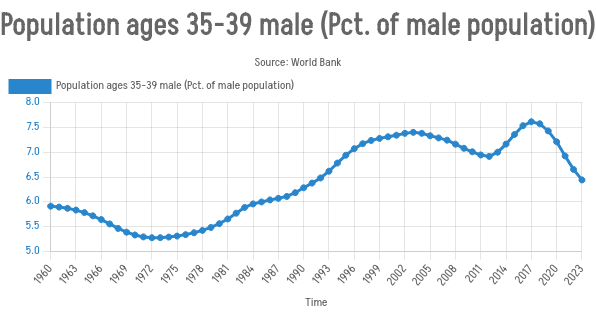 Population ages 35-39 male (Pct. of male population)
Source: World Bank
Population ages 35-39 male (Pct. of male population)
8.0
7.5
7.0
6.5
6.0
5.5
5.0
1960 1963 1966 1969 1972 1975 1978 1981 1984 1987 1990 1993 1996 1999 2002 2005 2008 2011 2014 2017 2020 2023
Time